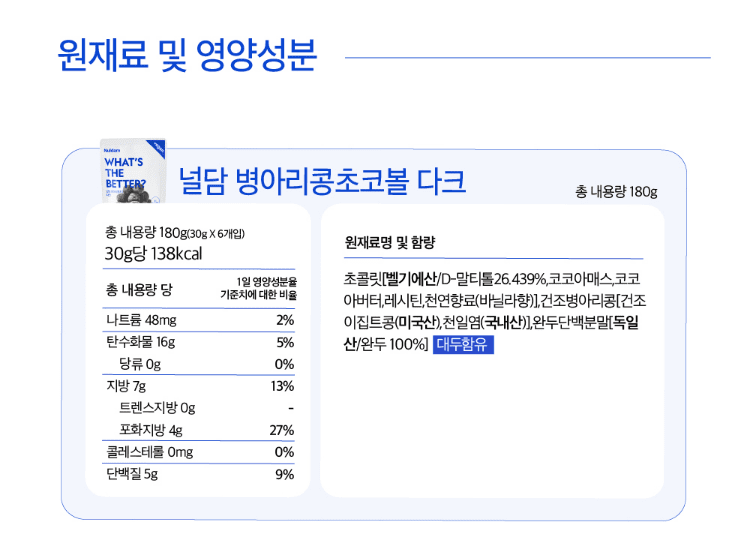 원재료 및 영양성분
WHAT'S
THE
BETTER?
널담 병아리콩초코볼 다크
총 내용량 180g
총 내용량 180g(30g X 6개입)
30g당 138kcal
총 내용량 당
1일 영양성분율
기준치에 대한 비율
나트륨 48mg 2%
탄수화물 16g 5%
당류 0g 0%
지방 7g 13%
트렌스지방 0g -
포화지방 4g 27%
콜레스테롤 0mg 0%
단백질 5g 9%
원재료명 및 함량
초콜릿[벨기에산/D-말티톨26.439%,코코아매스,코코
아버터,레시틴,천연향료(바닐라향)],건조병아리콩[건조
이집트콩(미국산),천일염(국내산)],완두단백분말[독일
산/완두 100%] 대두함유